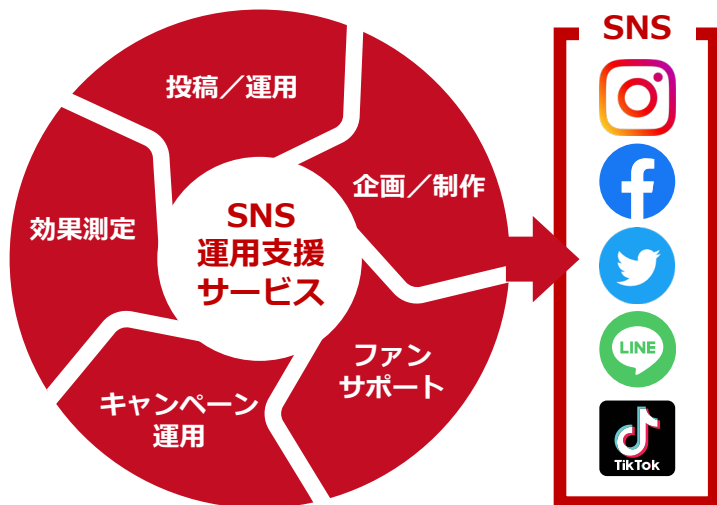 投稿／運用
企画／制作
効果測定
SNS
運用支援
サービス
ファン
サポート
キャンペーン
運用
SNS
LINE
TikTok